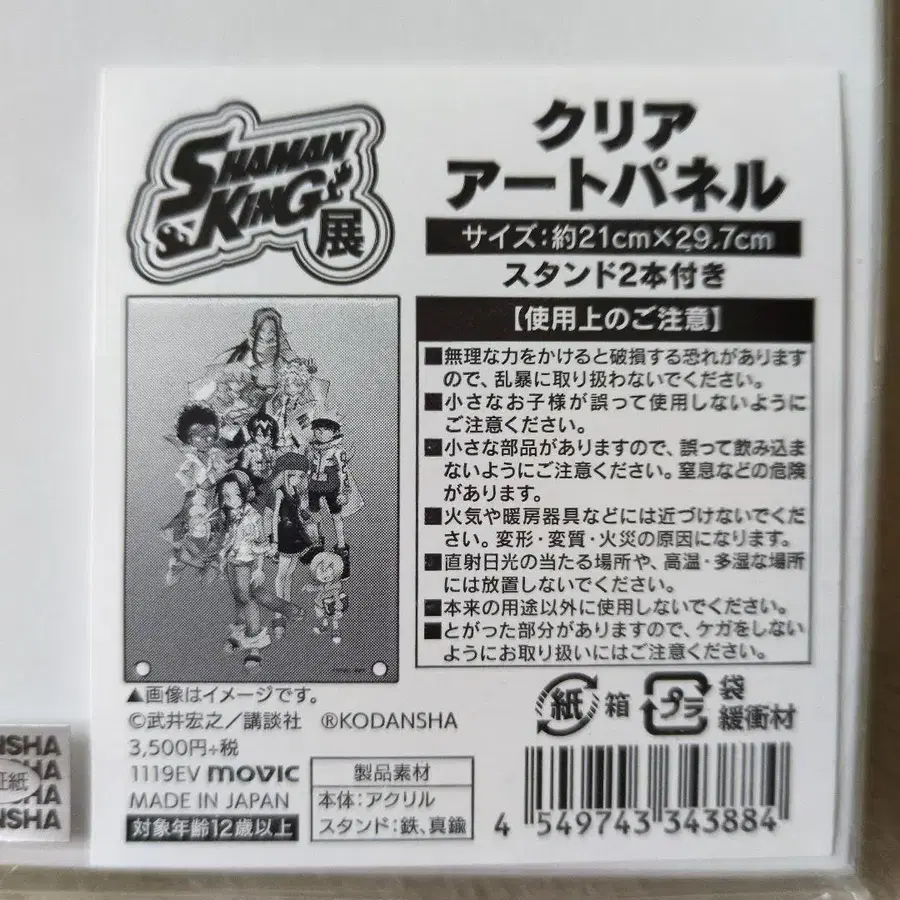 SHAMAN
KING
展
クリア
アートパネル
サイズ:約21cm×29.7cm
スタンド2本付き
【使用上のご注意】
■無理な力をかけると破損する恐れがあります
ので、乱暴に取り扱わないでください。
■小さなお子様が誤って使用しないように
ご注意ください。
■小さな部品がありますので、誤って飲み込ま
ないようにご注意ください。窒息などの危険
があります。
■火気や暖房器具などには近づけないでくだ
さい。変形・変質・火災の原因になります。
■直射日光の当たる場所や、高温・多湿な場所
には放置しないでください。
■本来の用途以外に使用しないでください。
■とがった部分がありますので、ケガをしない
ようにお取り扱いにはご注意ください。
▲画像はイメージです。
©武井宏之/講談社 ®KODANSHA
3,500円+税
1119EV movic
MADE IN JAPAN
対象年齢12歳以上
製品素材
本体:アクリル
スタンド:鉄、真鍮
紙 箱
プラ 袋
緩衝材
4 549743 343884
NSHA
証紙
SHA
NSHA